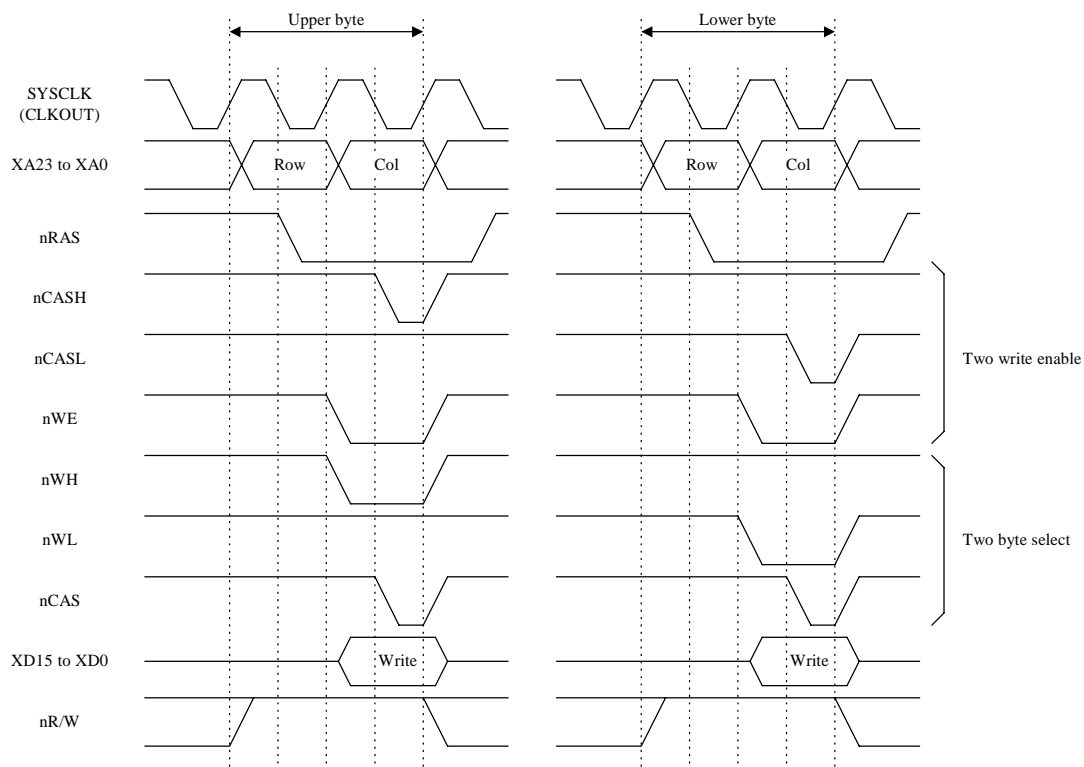 Upper byte
Lower byte
SYSCLK
(CLKOUT)
XA23 to XA0
Row
Col
Row
Col
nRAS
nCASH
nCASL
Two write enable
nWE
nWH
nWL
Two byte select
nCAS
XD15 to XD0
Write
Write
nR/W